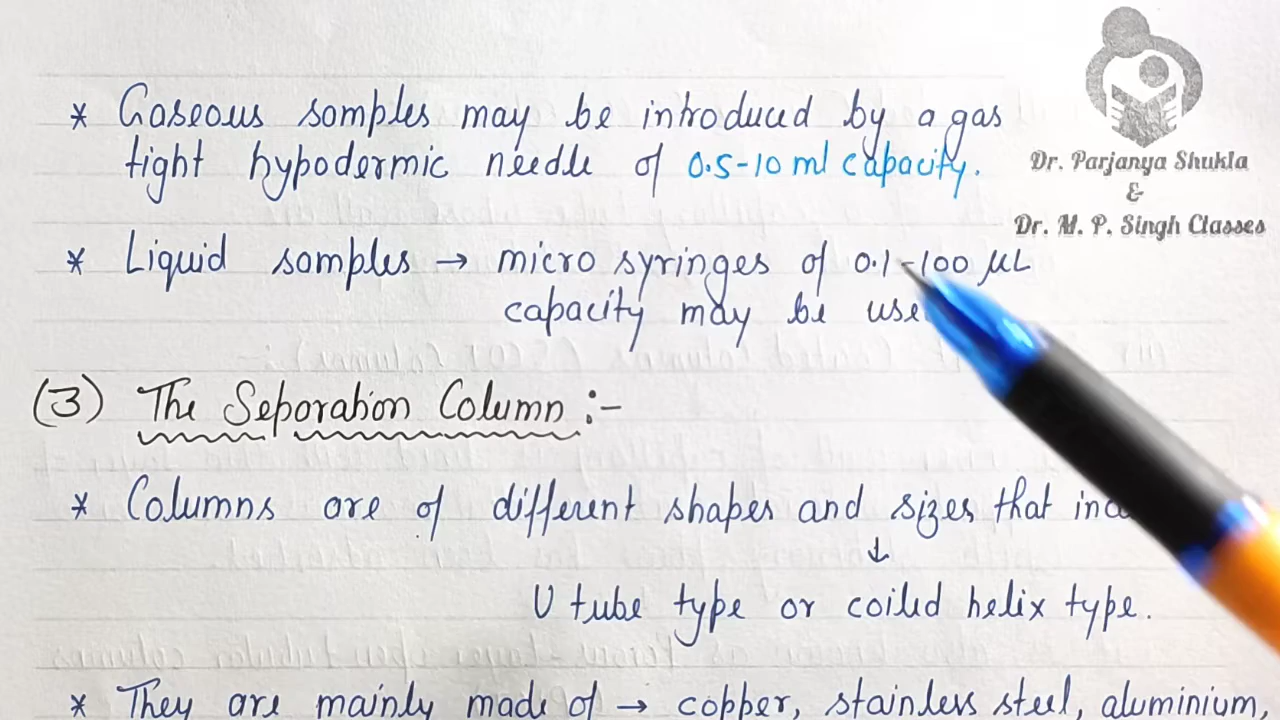 * Gaseous samples may be introduced by a gas
tight hypodermic needle of 0.5-10 ml capacity.
Dr. Parjanya Shukla
&
Dr. M. P. Singh Classes
* Liquid samples → micro syringes of 0.1-100 μL
capacity may be use
(3) The Separation Column :-
* Columns are of different shapes and sizes that
↓
U tube type or coiled helix type.
* They are mainly made of → copper, stainless steel, aluminium,